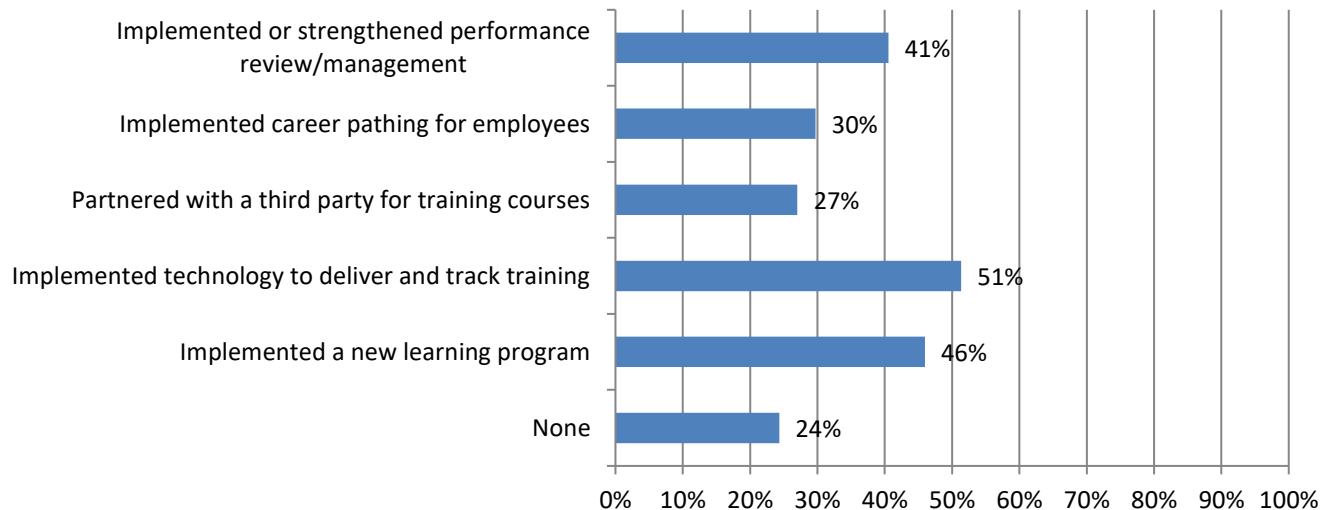 Implemented or strengthened performance
review/management
41%
Implemented career pathing for employees
30%
Partnered with a third party for training courses
27%
Implemented technology to deliver and track training
51%
Implemented a new learning program
46%
None
24%
0% 10% 20% 30% 40% 50% 60% 70% 80% 90% 100%